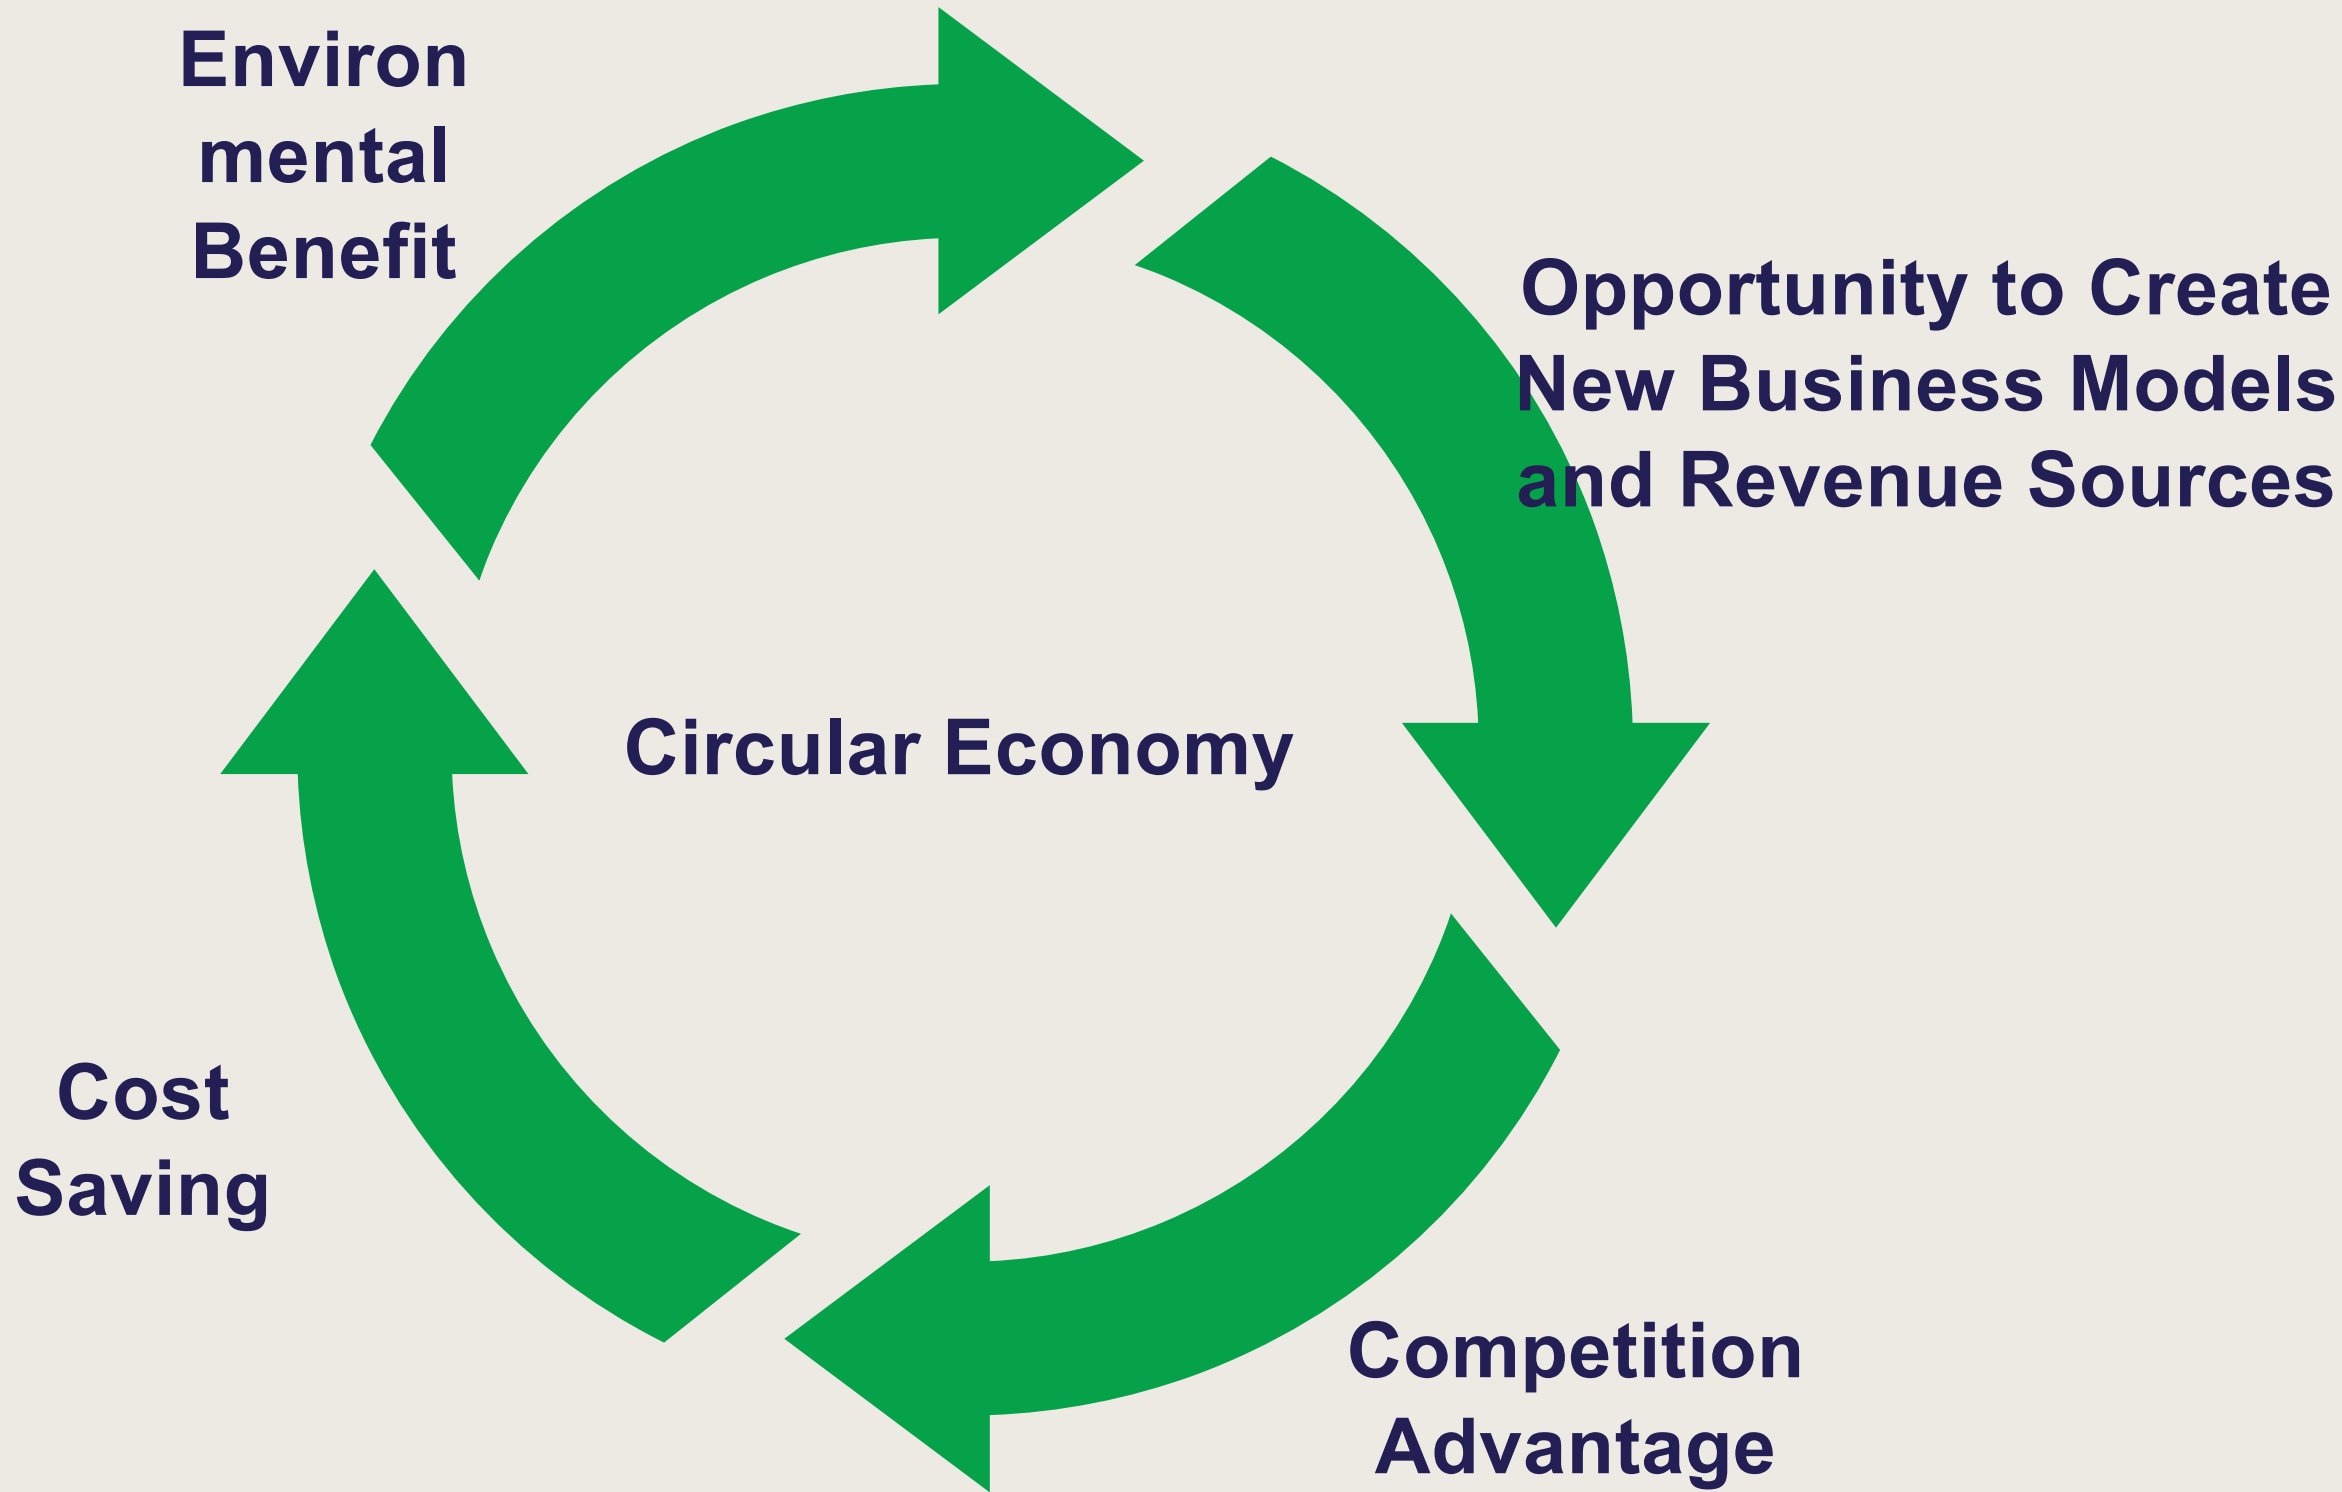 Environ
mental
Benefit
Opportunity to Create
New Business Models
and Revenue Sources
Circular Economy
Cost
Saving
Competition
Advantage